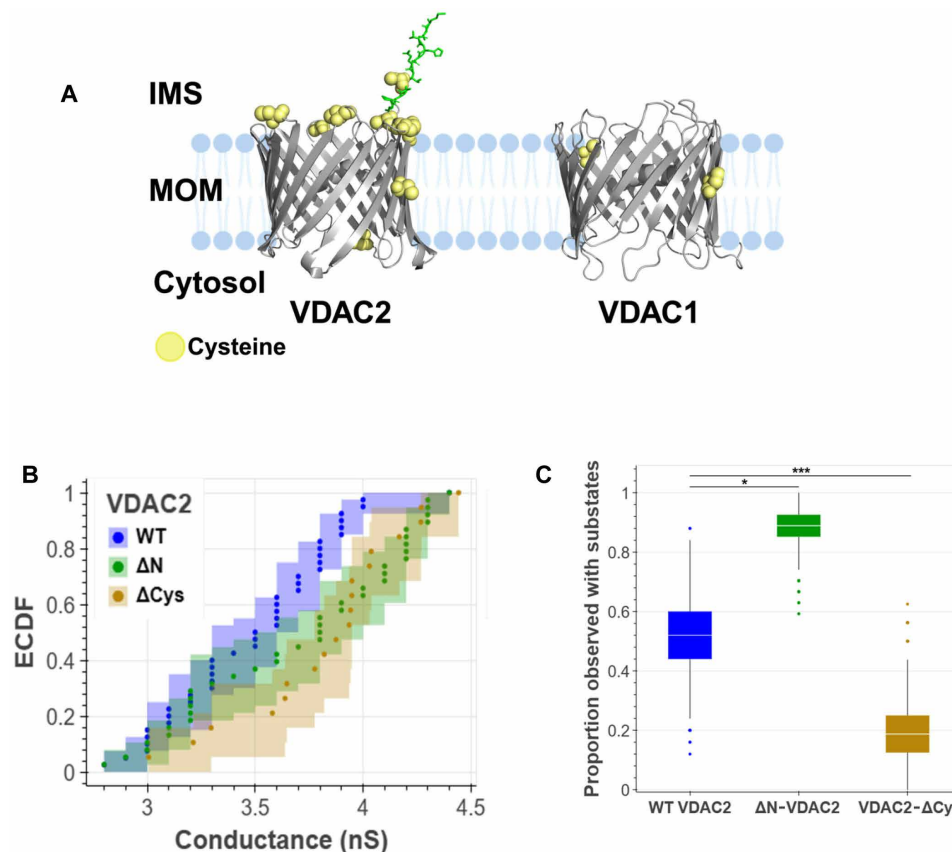 A
IMS
MOM
Cytosol
VDAC2
VDAC1
Cysteine
B
VDAC2
WT
ΔN
ΔCys
ECDF
1
0.8
0.6
0.4
0.2
0
3
3.5
4
4.5
Conductance (nS)
C
***
*
Proportion observed with substates
1
0.8
0.6
0.4
0.2
0
WT VDAC2
ΔN-VDAC2
VDAC2-ΔCy